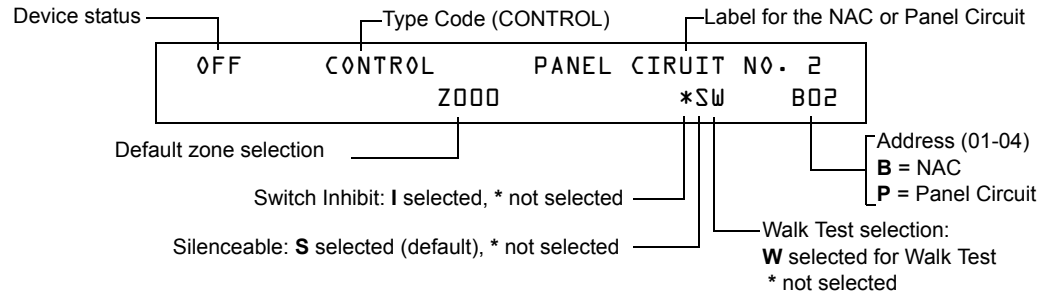 Device status
Type Code (CONTROL)
Label for the NAC or Panel Circuit
OFF CONTROL PANEL CIRUIT NO. 2
Z000 *SW B02
Default zone selection
Address (01-04)
B = NAC
P = Panel Circuit
Switch Inhibit: I selected, * not selected
Silenceable: S selected (default), * not selected
Walk Test selection:
W selected for Walk Test
* not selected